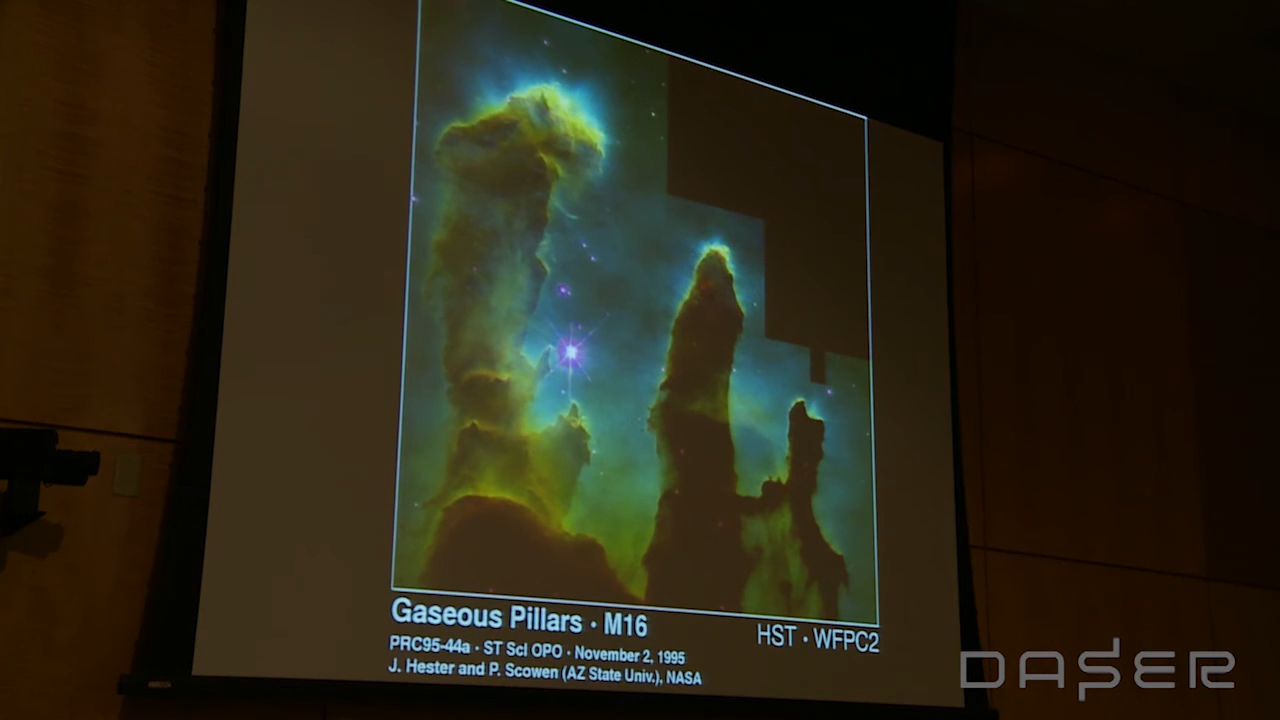 Gaseous Pillars · M16
HST · WFPC2
PRC95-44a · ST ScI OPO · November 2, 1995
J. Hester and P. Scowen (AZ State Univ.), NASA
DASER